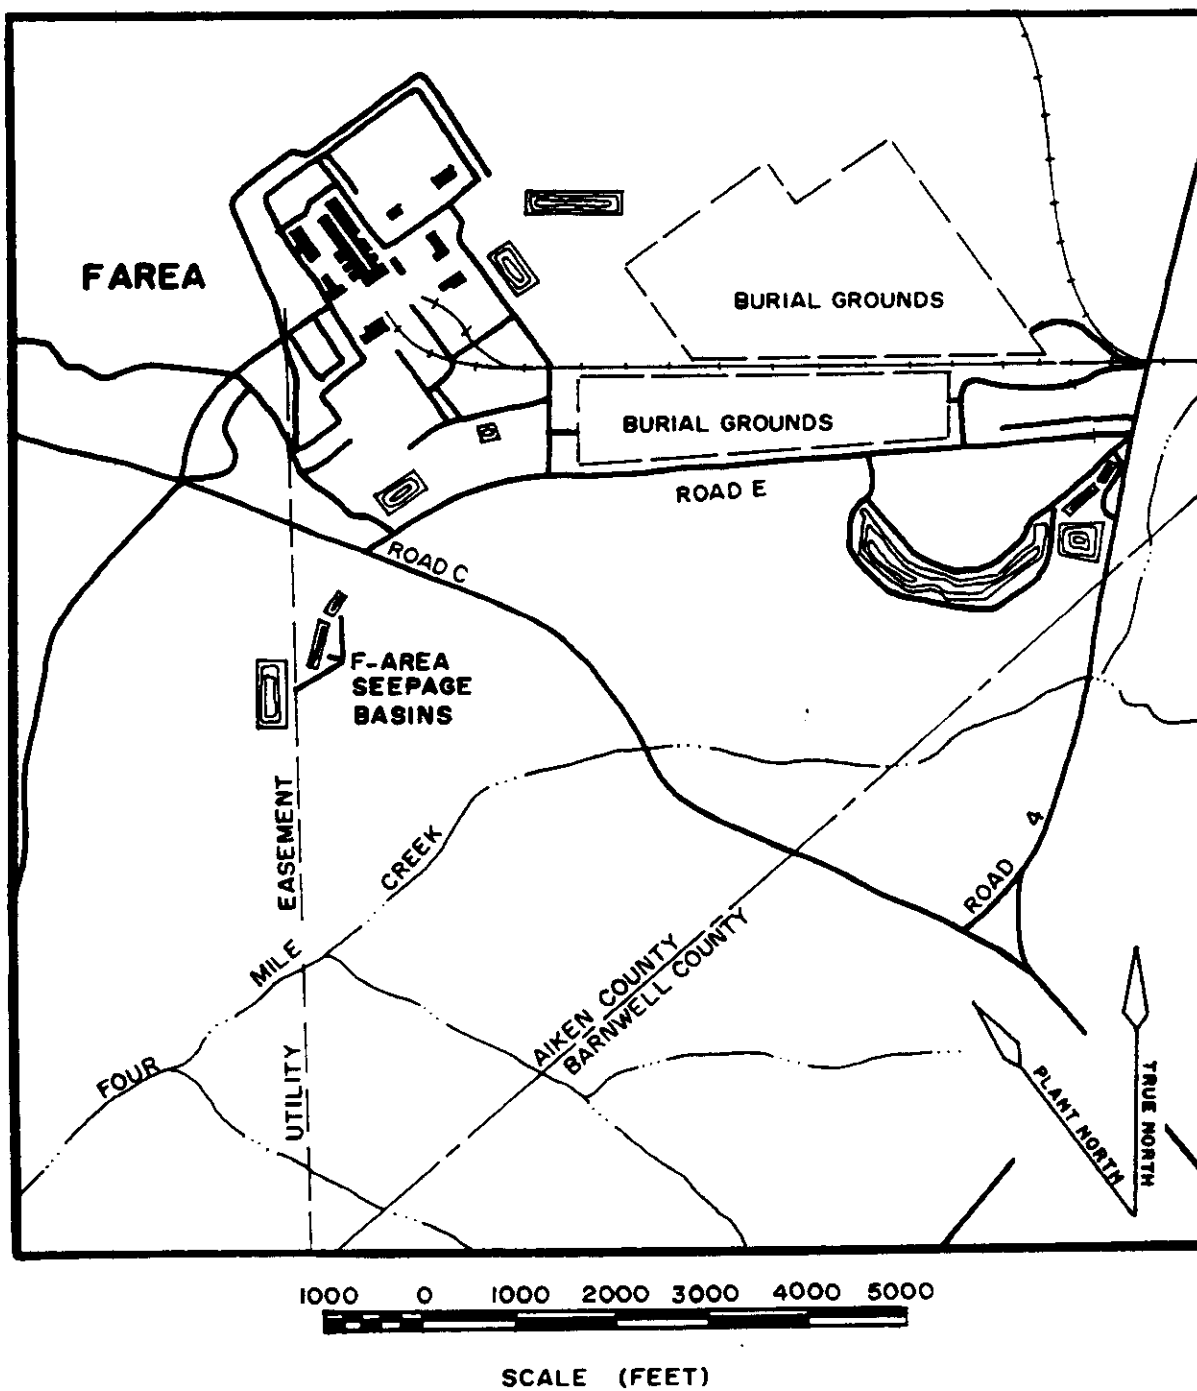 F AREA
BURIAL GROUNDS
BURIAL GROUNDS
ROAD E
ROAD C
F-AREA
SEEPAGE
BASINS
UTILITY EASEMENT
FOUR MILE CREEK
ROAD 4
AIKEN COUNTY
BARNWELL COUNTY
PLANT NORTH
TRUE NORTH
1000 0 1000 2000 3000 4000 5000
SCALE (FEET)